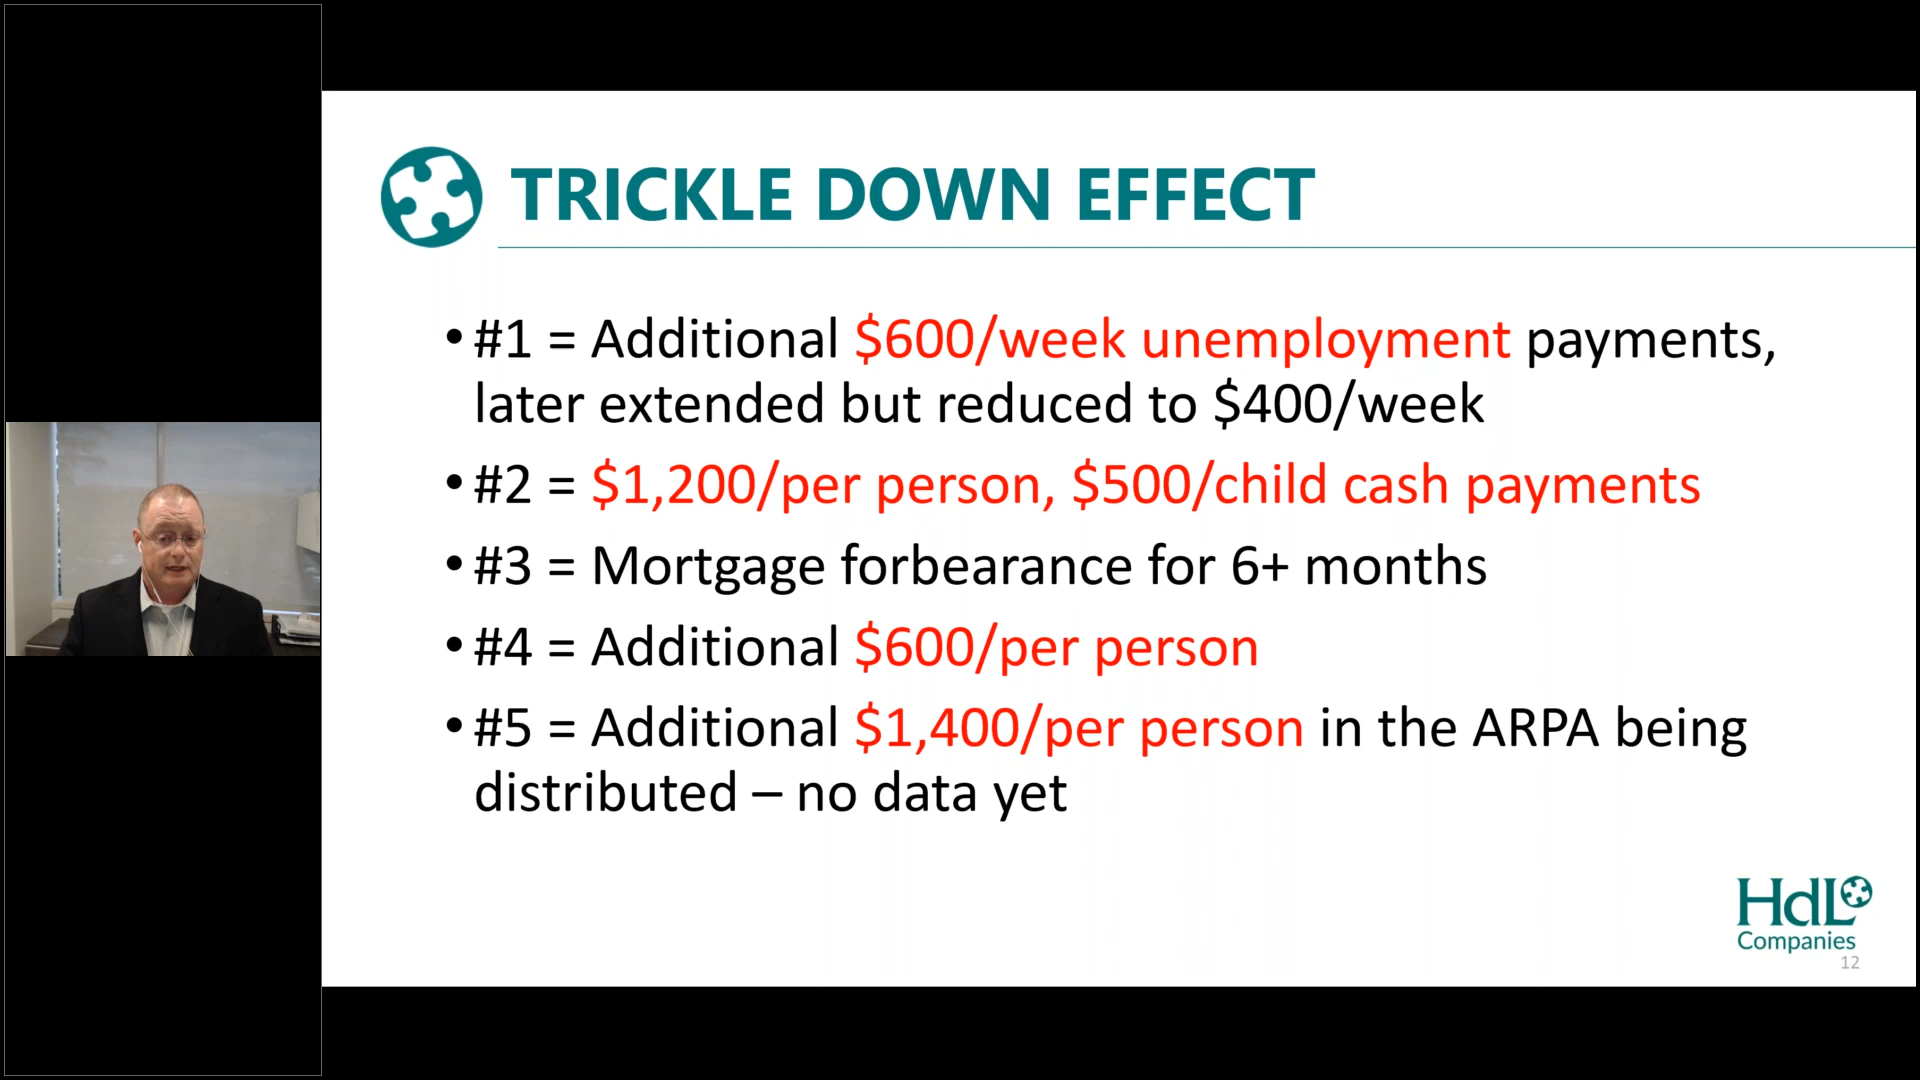 TRICKLE DOWN EFFECT
• #1 = Additional $600/week unemployment payments,
later extended but reduced to $400/week
• #2 = $1,200/per person, $500/child cash payments
• #3 = Mortgage forbearance for 6+ months
• #4 = Additional $600/per person
• #5 = Additional $1,400/per person in the ARPA being
distributed – no data yet
HdL
Companies
12